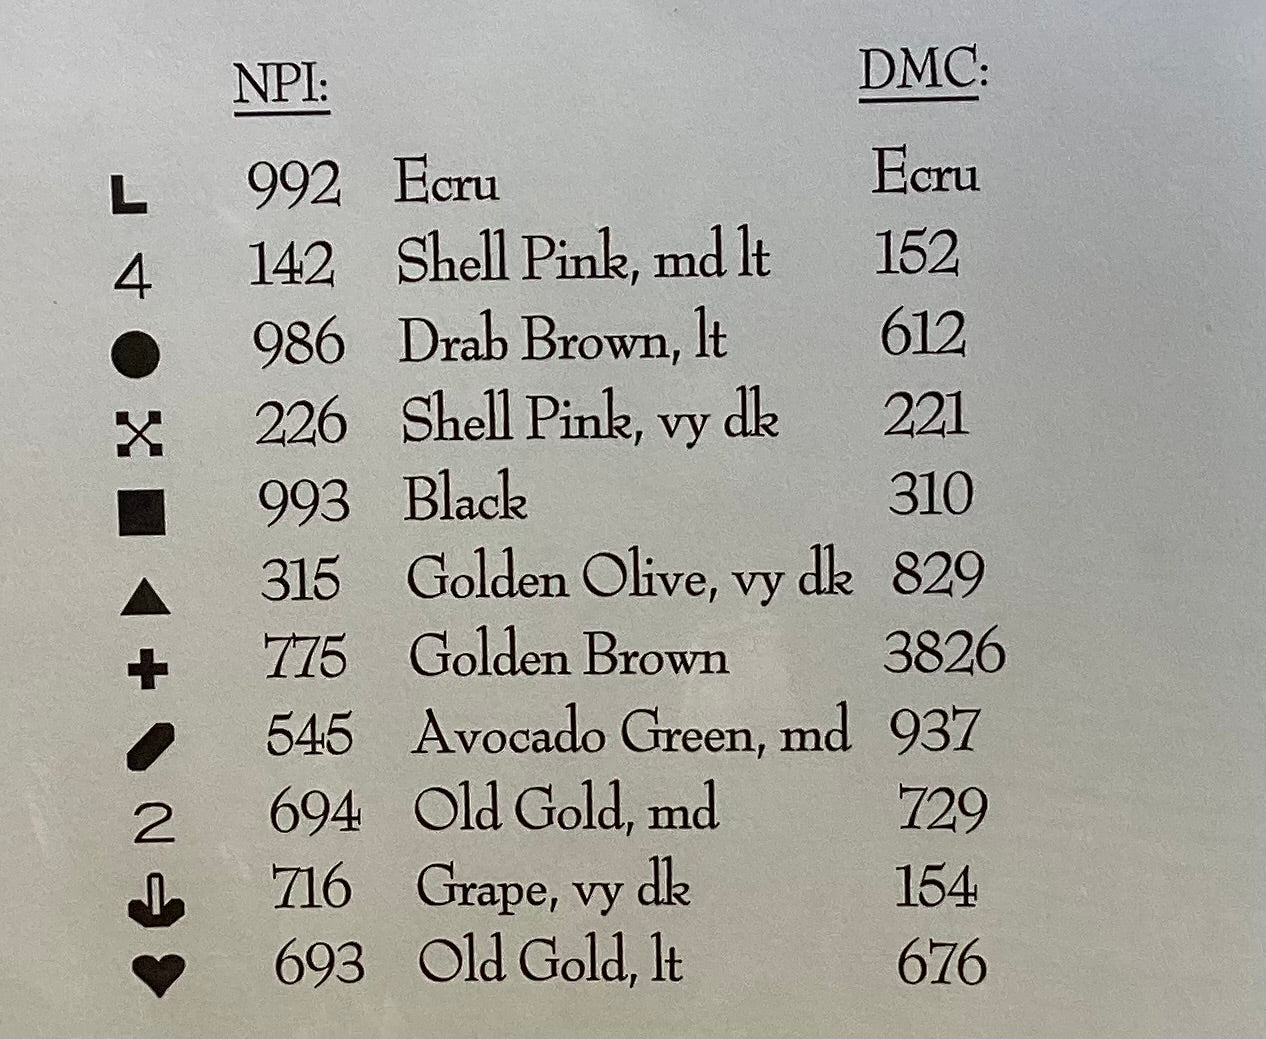 NPI: DMC:
L 992 Ecru Ecru
4 142 Shell Pink, md lt 152
● 986 Drab Brown, lt 612
226 Shell Pink, vy dk 221
■ 993 Black 310
▲ 315 Golden Olive, vy dk 829
✚ 775 Golden Brown 3826
545 Avocado Green, md 937
2 694 Old Gold, md 729
716 Grape, vy dk 154
♥ 693 Old Gold, lt 676